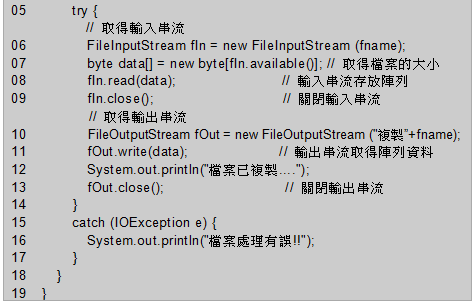 05 try {
// 取得輸入串流
06 FileInputStream fIn = new FileInputStream (fname);
07 byte data[] = new byte[fIn.available()]; // 取得檔案的大小
08 fIn.read(data); // 輸入串流存放陣列
09 fIn.close(); // 關閉輸入串流
// 取得輸出串流
10 FileOutputStream fOut = new FileOutputStream ("複製"+fname);
11 fOut.write(data); // 輸出串流取得陣列資料
12 System.out.println("檔案已複製....");
13 fOut.close(); // 關閉輸出串流
14 }
15 catch (IOException e) {
16 System.out.println("檔案處理有誤!!");
17 }
18 }
19 }